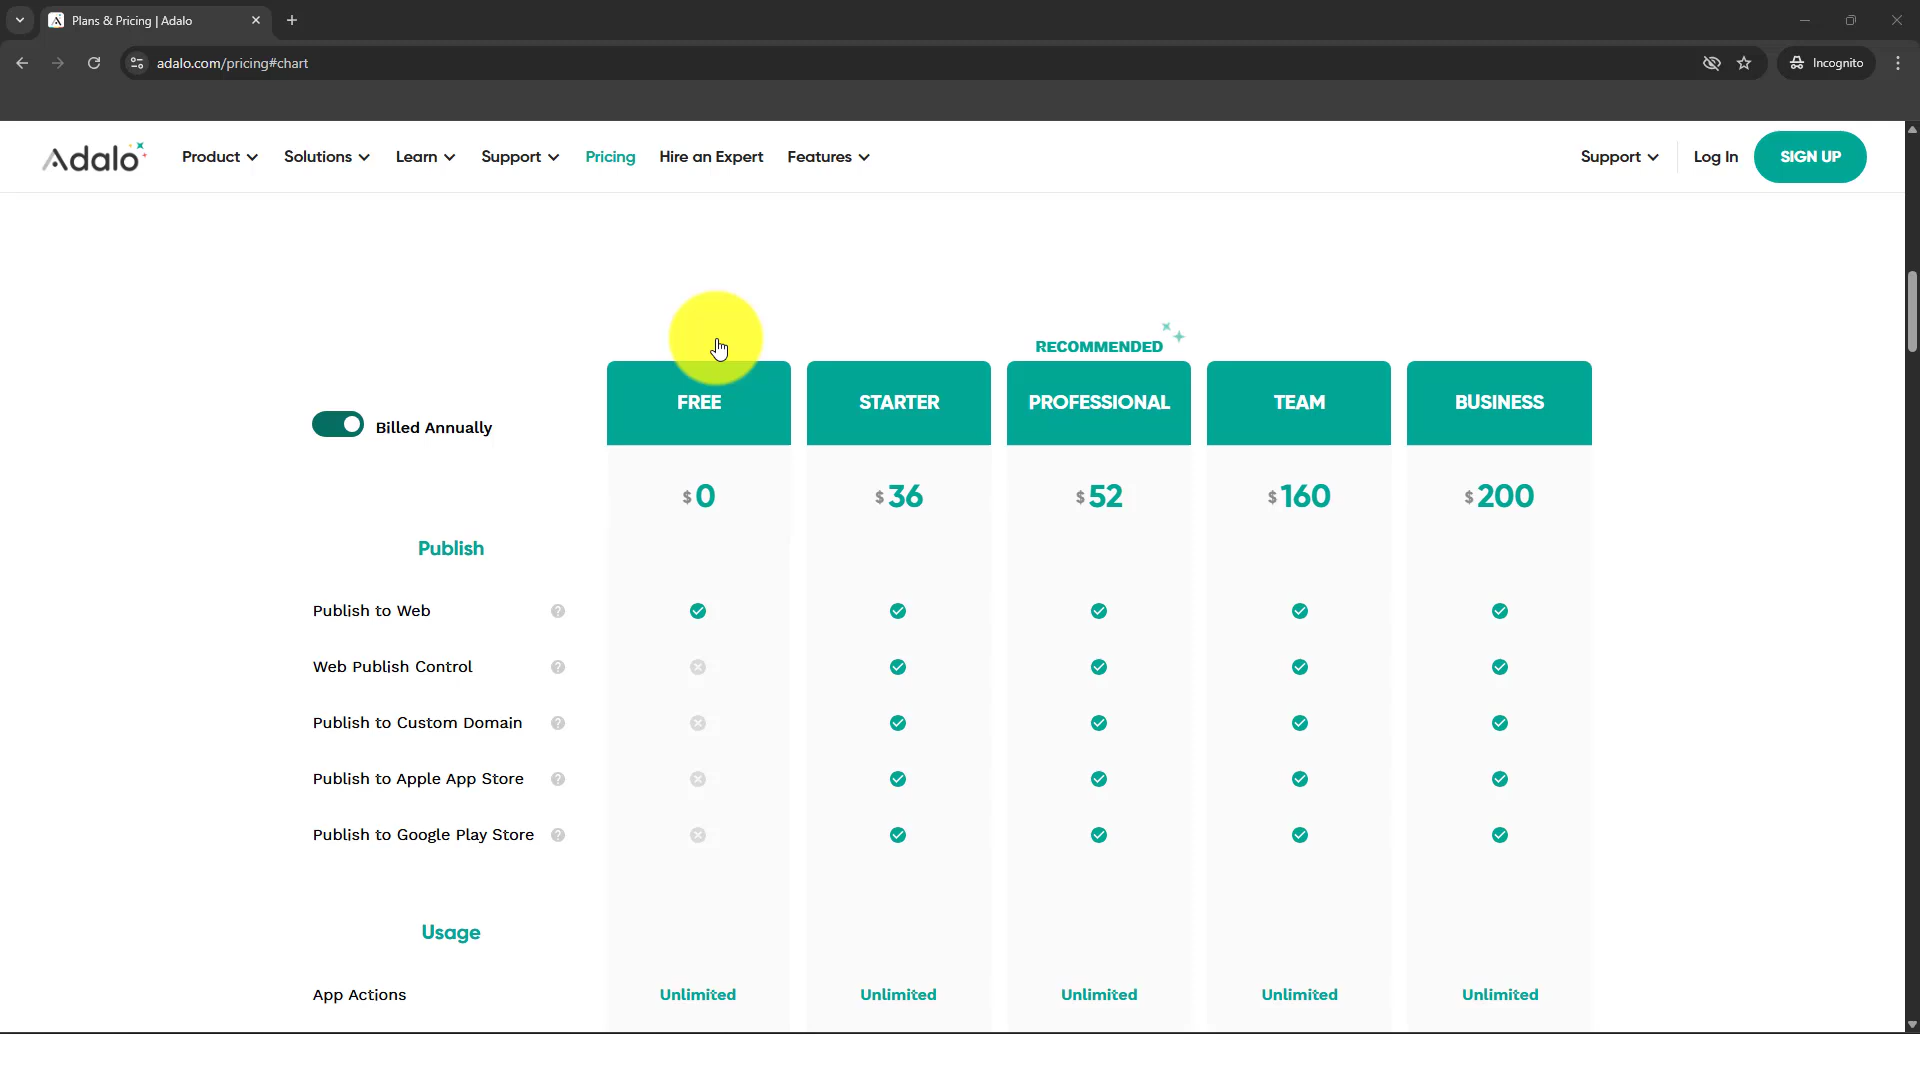 Plans & Pricing | Adalo
adalo.com/pricing#chart
Incognito
Adalo
Product
Solutions
Learn
Support
Pricing
Hire an Expert
Features
Support
Log In
SIGN UP
RECOMMENDED
FREE
STARTER
PROFESSIONAL
TEAM
BUSINESS
Billed Annually
$ 0
$ 36
$ 52
$ 160
$ 200
Publish
Publish to Web ?
Web Publish Control ?
Publish to Custom Domain ?
Publish to Apple App Store ?
Publish to Google Play Store ?
Usage
App Actions
Unlimited
Unlimited
Unlimited
Unlimited
Unlimited